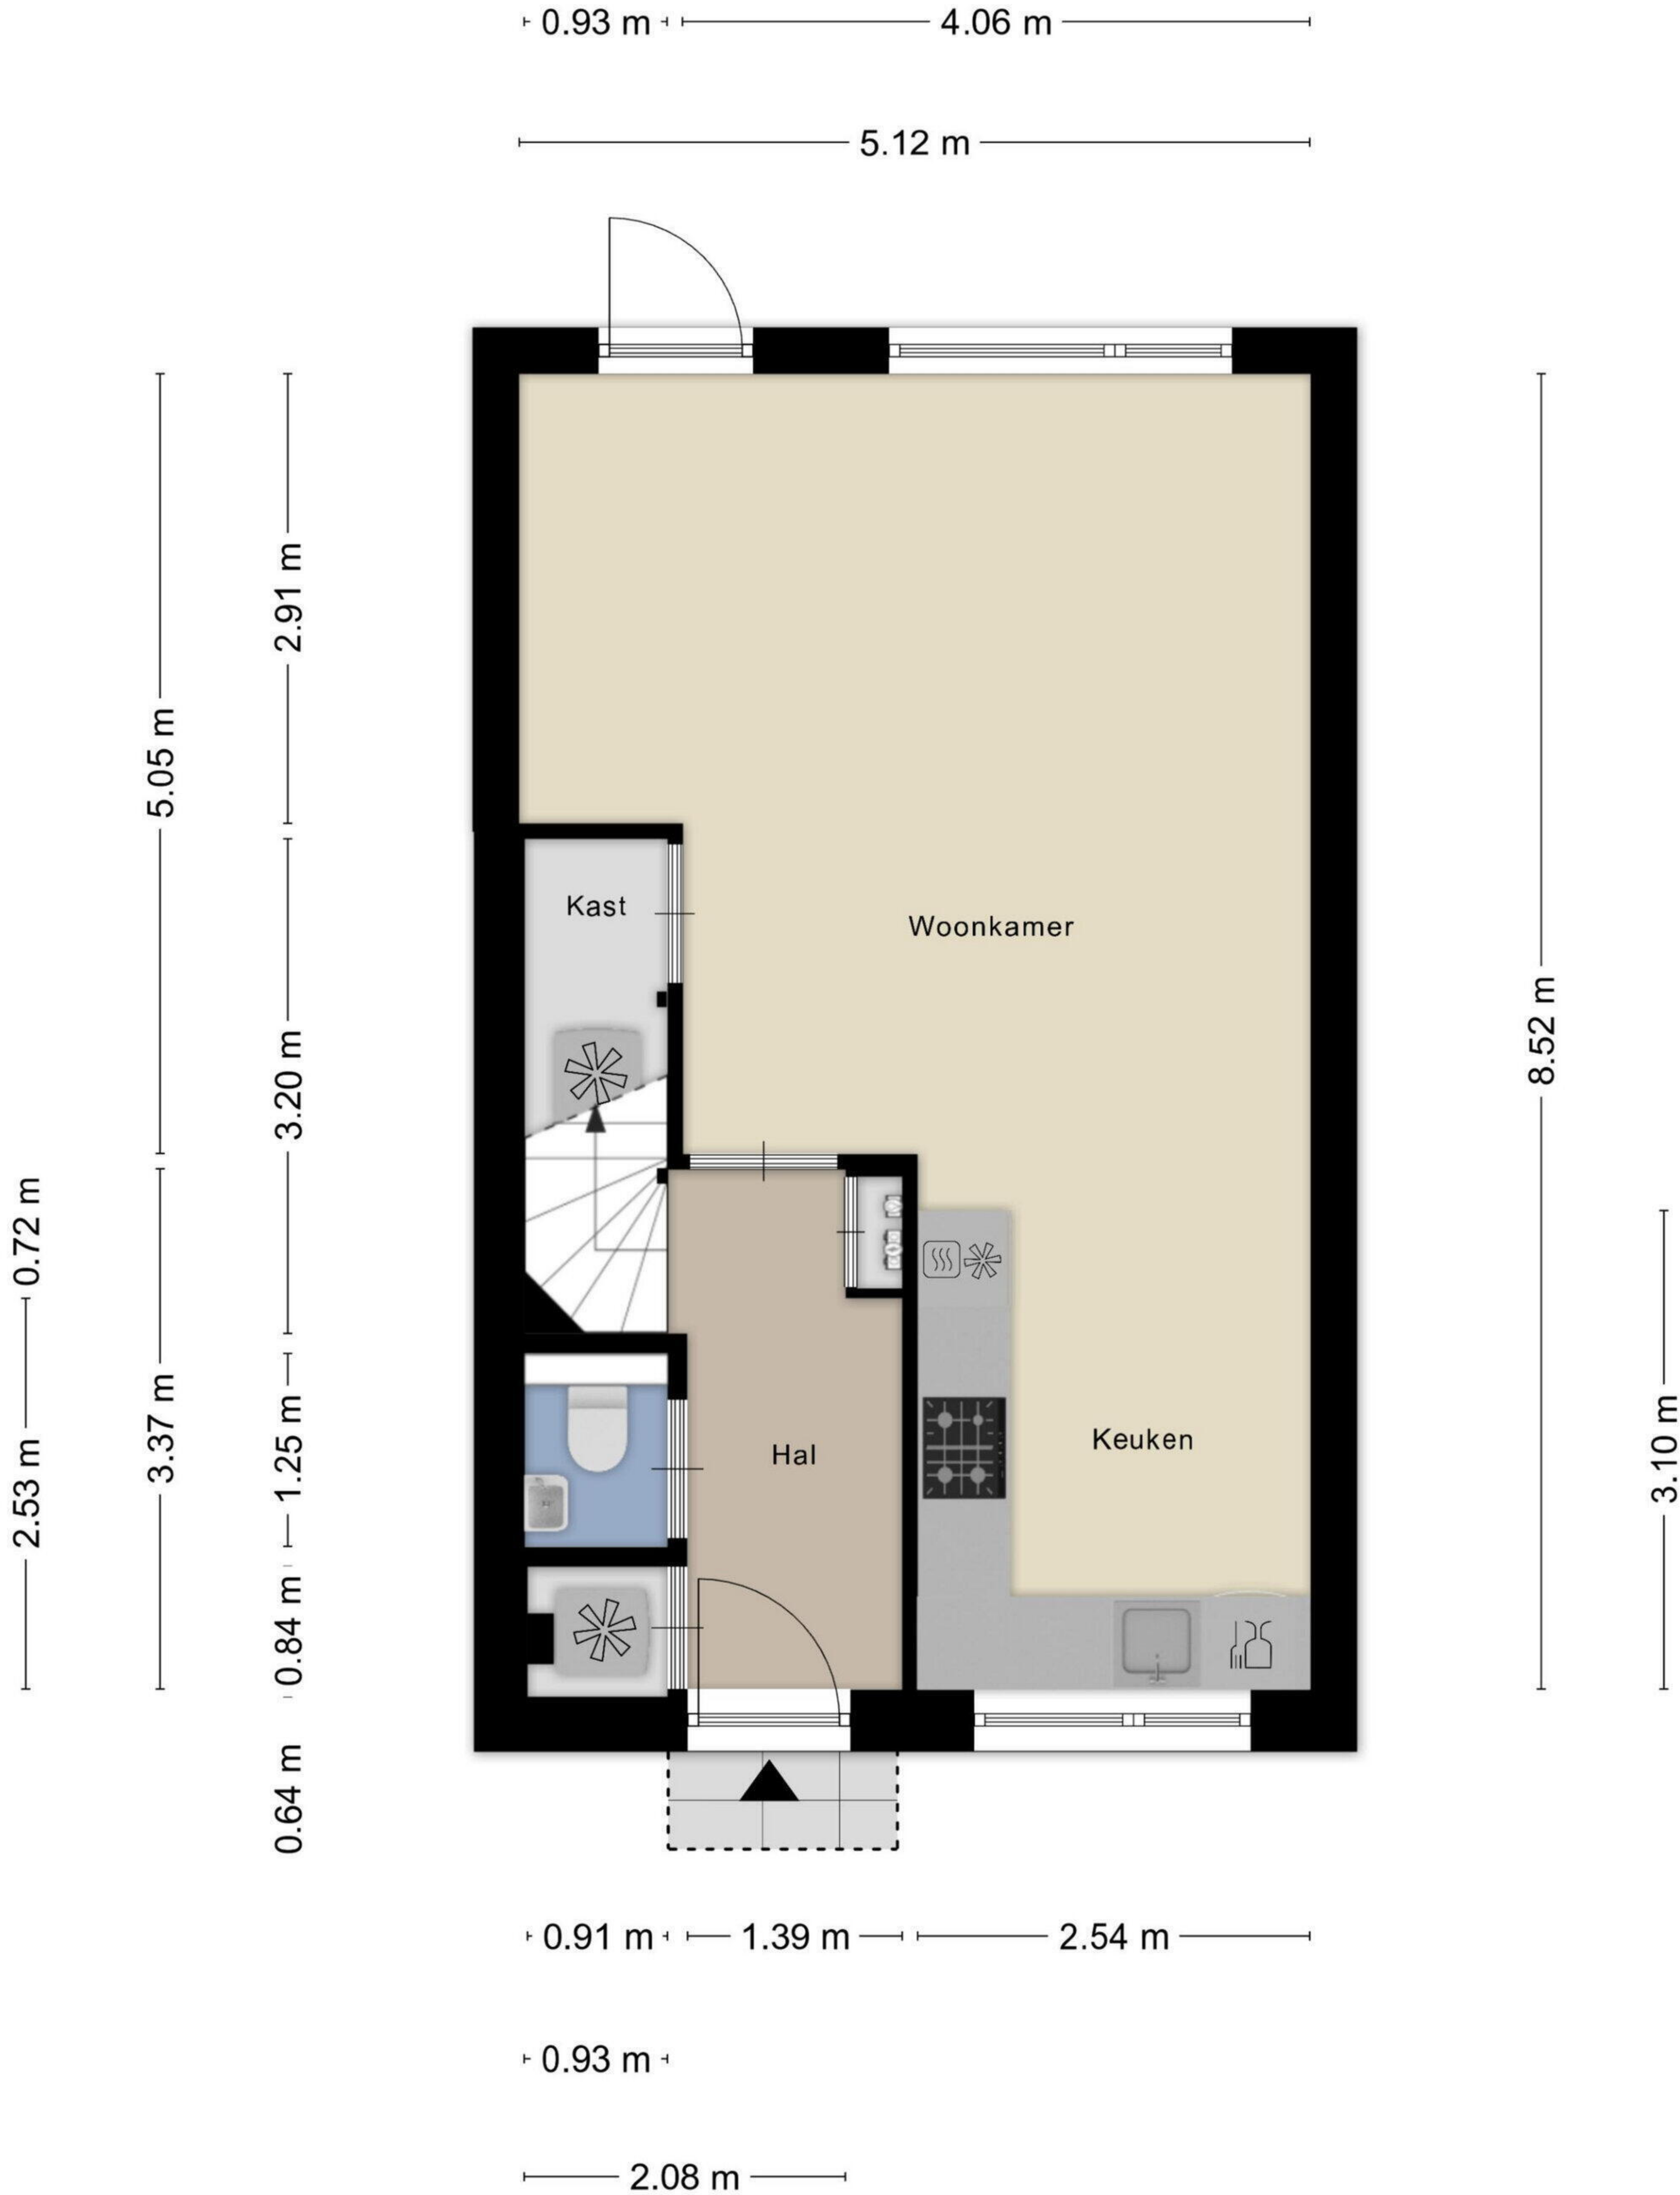 0.93 m
4.06 m
5.12 m
2.91 m
5.05 m
Kast
Woonkamer
8.52 m
3.20 m
0.72 m
3.37 m
1.25 m
Hal
Keuken
3.10 m
2.53 m
0.84 m
0.64 m
0.91 m
1.39 m
2.54 m
0.93 m
2.08 m